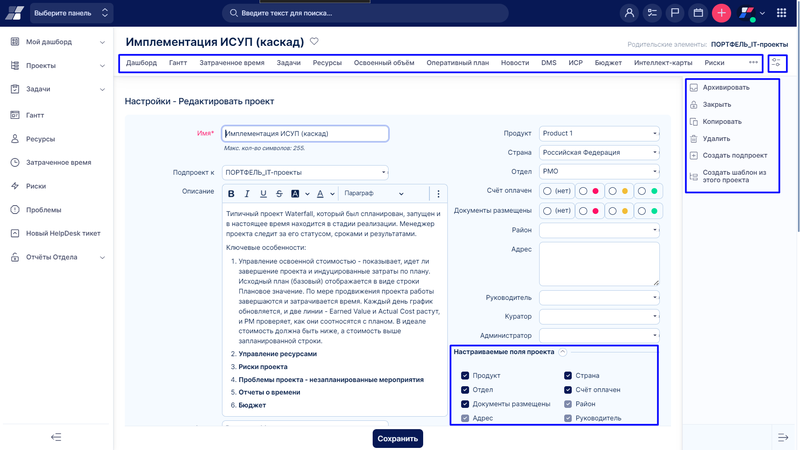 Выберите панель
Введите текст для поиска...
Мой дашборд
Проекты
Задачи
Гантт
Ресурсы
Затраченное время
Риски
Проблемы
Новый HelpDesk тикет
Отчёты Отдела
Имплементация ИСУП (каскад)
Родительские элементы: ПОРТФЕЛЬ_IT-проекты
Дашборд Гантт Затраченное время Задачи Ресурсы Освоенный объём Оперативный план Новости DMS ИСР Бюджет Интеллект-карты Риски
Настройки - Редактировать проект
Имя* Имплементация ИСУП (каскад)
Макс. кол-во символов: 255.
Подпроект к ПОРТФЕЛЬ_IT-проекты
Описание
B I U S A A Параграф
Типичный проект Waterfall, который был спланирован, запущен и
в настоящее время находится в стадии реализации. Менеджер
проекта следит за его статусом, сроками и результатами.
Ключевые особенности:
1. Управление освоенной стоимостью - показывает, идет ли
завершение проекта и индуцированные затраты по плану.
Исходный план (базовый) отображается в виде строки
Плановое значение. По мере продвижения проекта работы
завершаются и затрачивается время. Каждый день график
обновляется, и две линии - Earned Value и Actual Cost растут,
и PM проверяет, как они соотносятся с планом. В идеале
стоимость должна быть ниже, а стоимость выше
запланированной строки.
2. Управление ресурсами
3. Риски проекта
4. Проблемы проекта - незапланированные мероприятия
5. Отчеты о времени
6. Бюджет
Продукт Product 1
Страна Российская Федерация
Отдел PMO
Счёт оплачен (нет)
Документы размещены (нет)
Район
Адрес
Руководитель
Куратор
Администратор
Настраиваемые поля проекта
Продукт Страна
Отдел Счёт оплачен
Документы размещены Район
Адрес Руководитель
Сохранить
Архивировать
Закрыть
Копировать
Удалить
Создать подпроект
Создать шаблон из
этого проекта